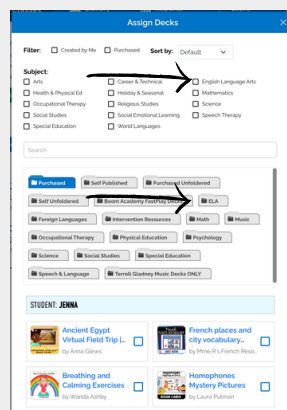 Assign Decks
Filter: Created by Me Purchased Sort by: Default
Subject:
Arts Career & Technical English Language Arts
Health & Physical Ed Holiday & Seasonal Mathematics
Occupational Therapy Religious Studies Science
Social Studies Social Emotional Learning Speech Therapy
Special Education World Languages
Search
Purchased Self Published Purchased Unfoldered
Self Unfoldered Boom Academy FastPlay Decks ELA
Foreign Languages Intervention Resources Math Music
Occupational Therapy Physical Education Psychology
Science Social Studies Special Education
Speech & Language Terrell Gladney Music Decks ONLY
STUDENT: JENNA
Ancient Egypt
Virtual Field Trip |...
by Anna Glews
French places and
city vocabulary...
by Mme R's French Reso...
Breathing and
Calming Exercises
by Wanda Ashby
Homophones
Mystery Pictures
by Laura Putman